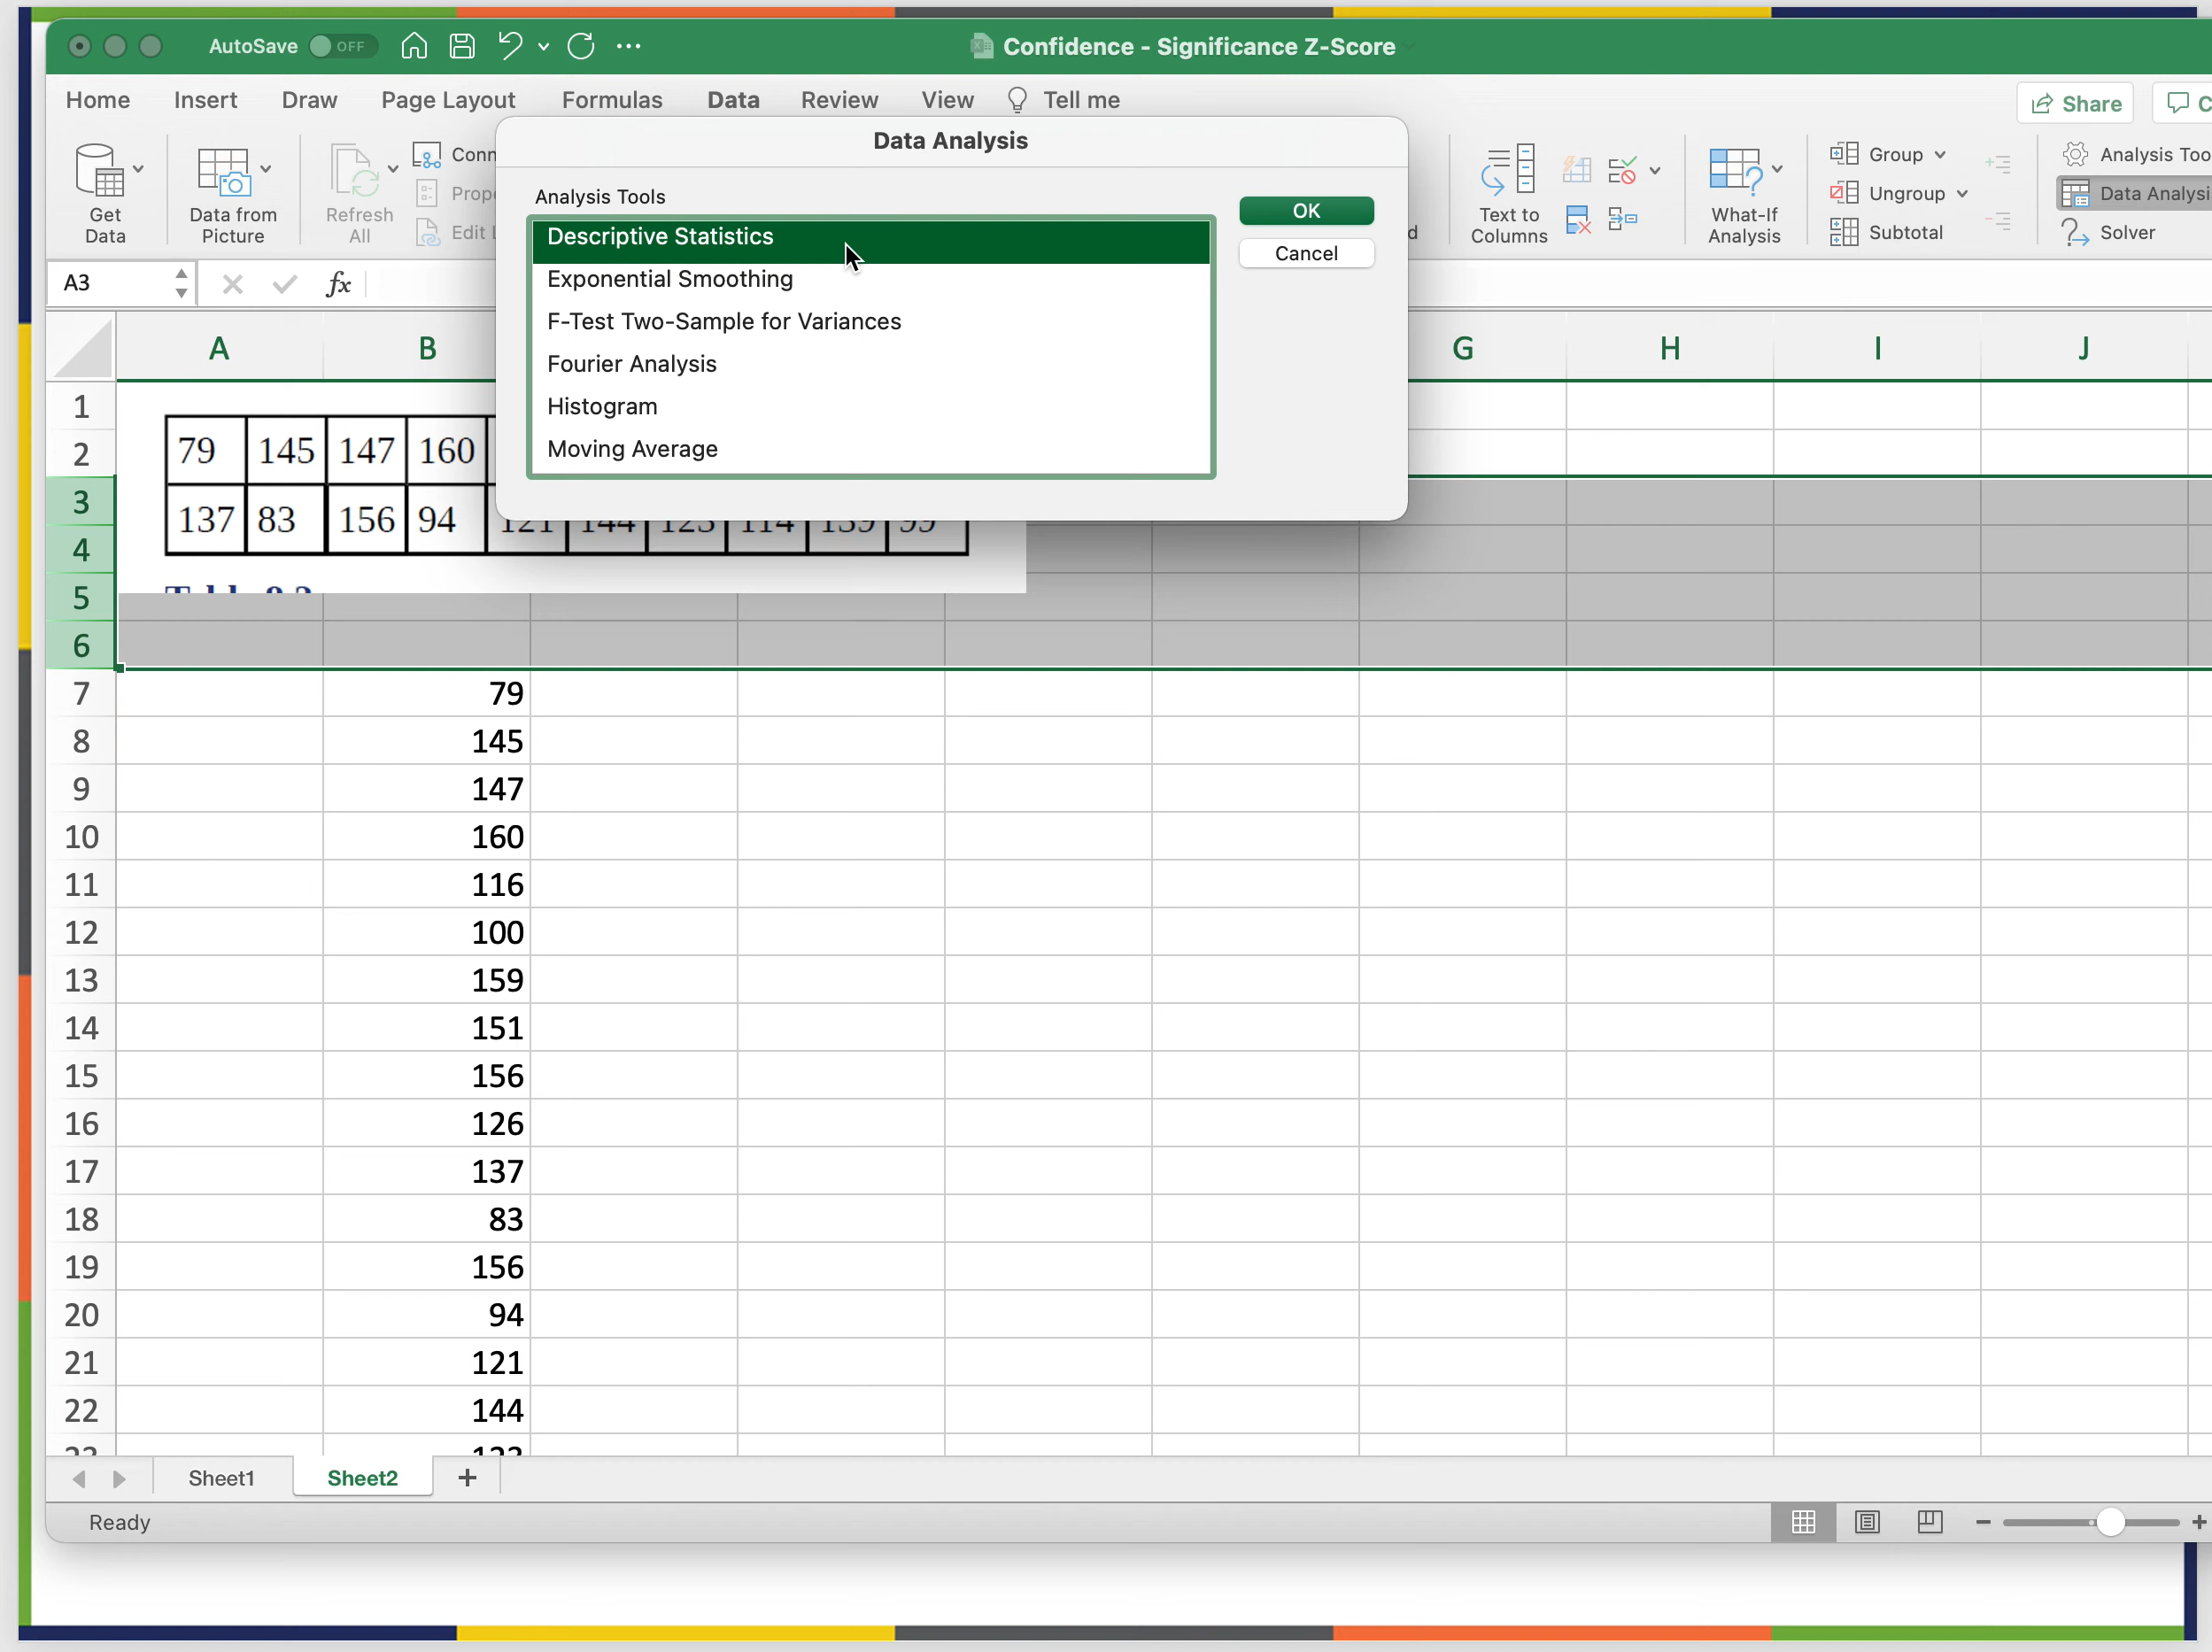 AutoSave OFF
Confidence - Significance Z-Score
Home Insert Draw Page Layout Formulas Data Review View Tell me
Share
Get Data
Data from Picture
Refresh All
Text to Columns
What-If Analysis
Group
Ungroup
Subtotal
Solver
Data Analysis
Analysis Tools
Descriptive Statistics
Exponential Smoothing
F-Test Two-Sample for Variances
Fourier Analysis
Histogram
Moving Average
OK
Cancel
A3 fx
A B G H I J
1
2
3
4
5
6
79 145 147 160
137 83 156 94
7 79
8 145
9 147
10 160
11 116
12 100
13 159
14 151
15 156
16 126
17 137
18 83
19 156
20 94
21 121
22 144
Sheet1 Sheet2 +
Ready